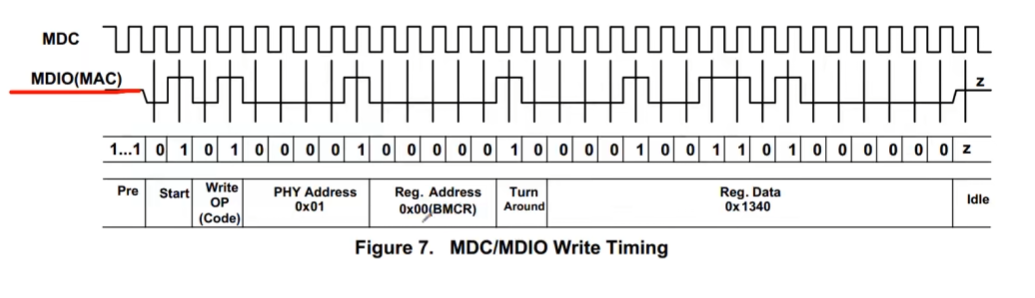 MDC
MDIO(MAC)
z
1...1 0 1 0 1 0 0 0 0 1 0 0 0 0 0 1 0 0 0 0 1 0 0 1 1 0 1 0 0 0 0 0 0 z
Pre Start Write OP (Code) PHY Address 0x01 Reg. Address 0x00(BMCR) Turn Around Reg. Data 0x1340 Idle
Figure 7. MDC/MDIO Write Timing